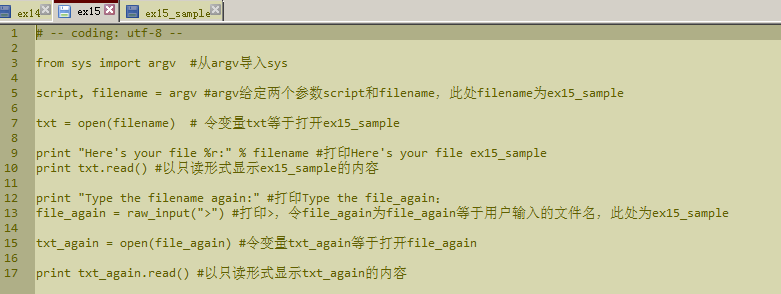 ex14 ex15 ex15_sample
1 # -- coding: utf-8 --
2
3 from sys import argv  #从argv导入sys
4
5 script, filename = argv #argv给定两个参数script和filename，此处filename为ex15_sample
6
7 txt = open(filename)  # 令变量txt等于打开ex15_sample
8
9 print "Here's your file %r:" % filename #打印Here's your file ex15_sample
10 print txt.read() #以只读形式显示ex15_sample的内容
11
12 print "Type the filename again:" #打印Type the file_again；
13 file_again = raw_input(">") #打印>，令file_again为file_again等于用户输入的文件名，此处为ex15_sample
14
15 txt_again = open(file_again) #令变量txt_again等于打开file_again
16
17 print txt_again.read() #以只读形式显示txt_again的内容